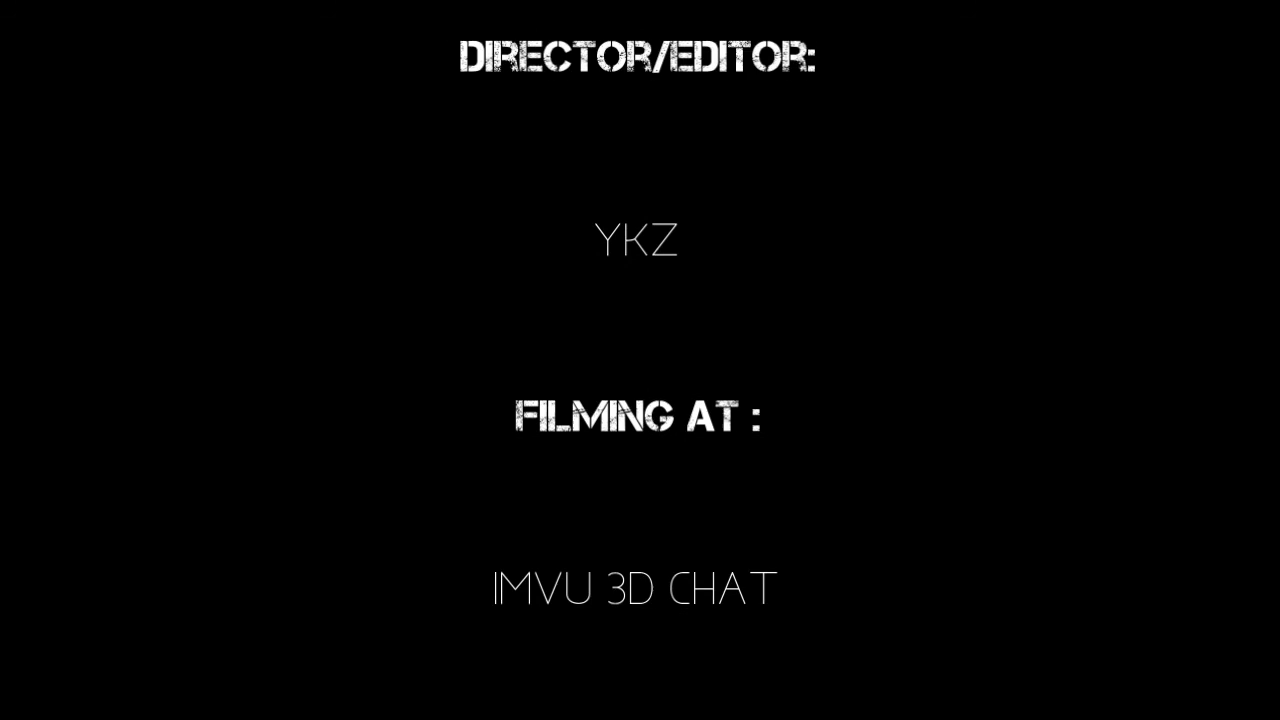 DIRECTOR/EDITOR:
YKZ
FILMING AT :
IMVU 3D CHAT